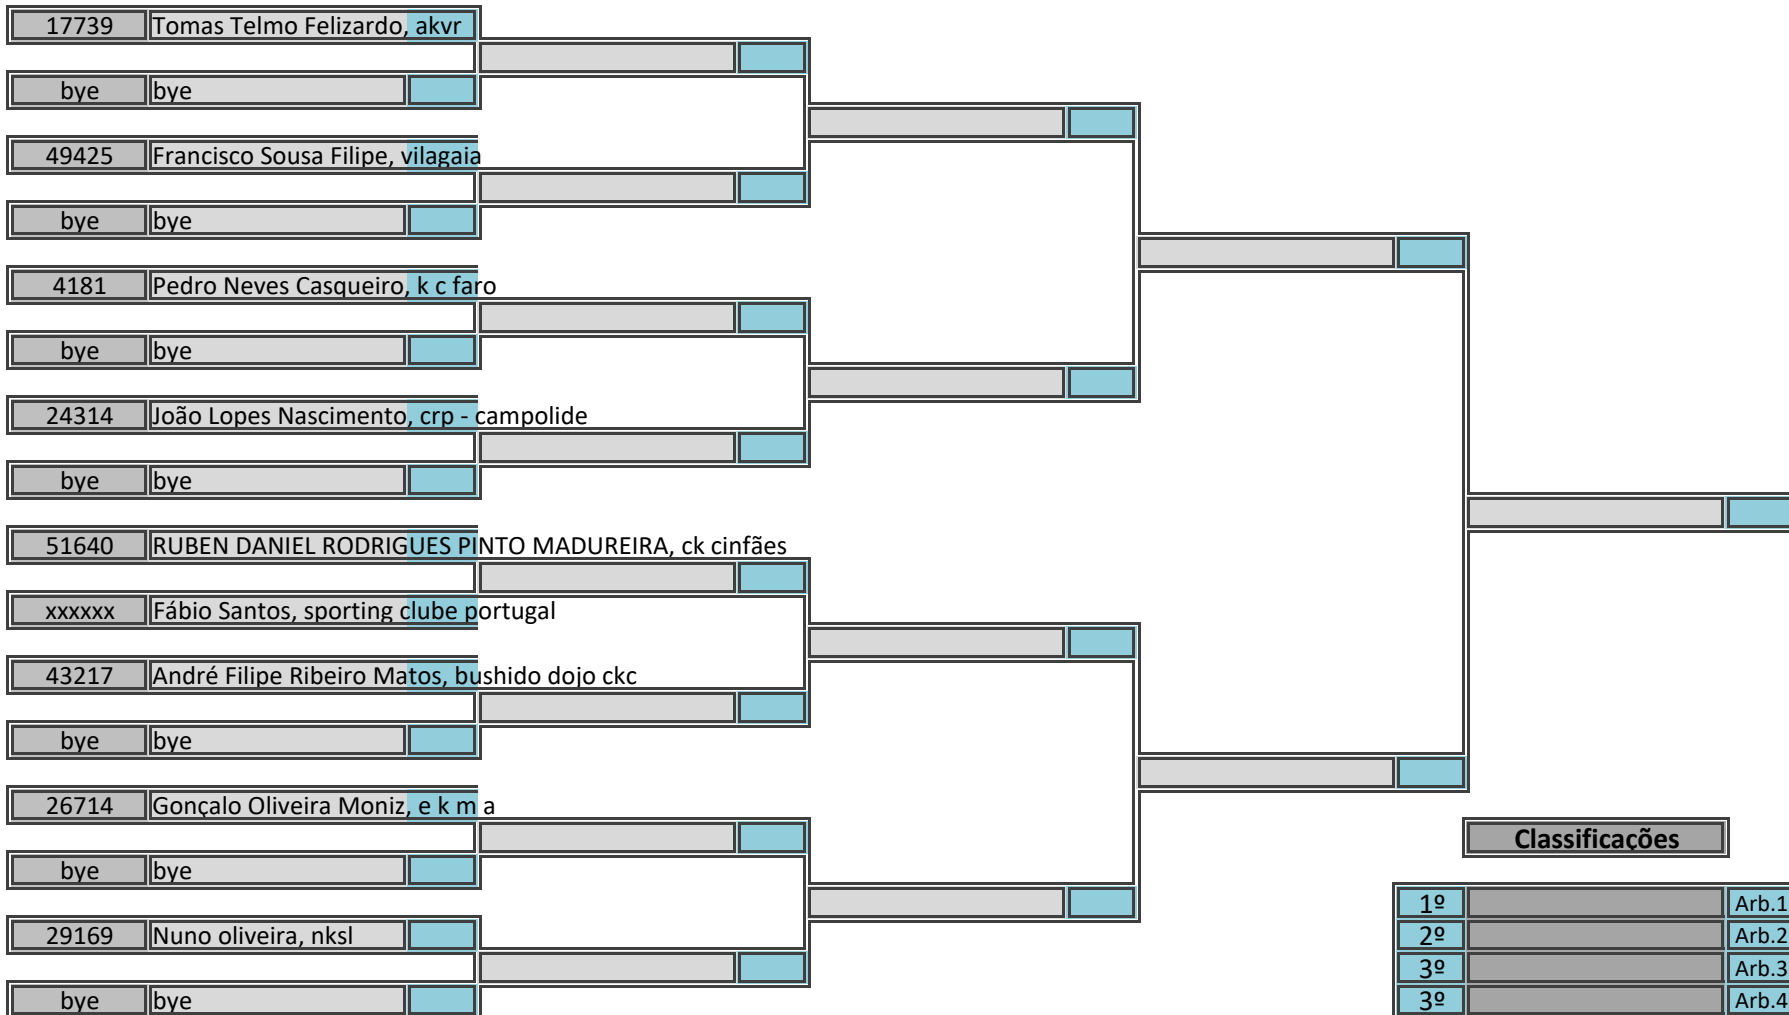 17739 Tomas Telmo Felizardo, akvr
bye bye
49425 Francisco Sousa Filipe, vilagaia
bye bye
4181 Pedro Neves Casqueiro, k c faro
bye bye
24314 João Lopes Nascimento, crp - campolide
bye bye
51640 RUBEN DANIEL RODRIGUES PINTO MADUREIRA, ck cinfães
xxxxxx Fábio Santos, sporting clube portugal
43217 André Filipe Ribeiro Matos, bushido dojo ckc
bye bye
26714 Gonçalo Oliveira Moniz, e k m a
bye bye
29169 Nuno oliveira, nksl
bye bye
Classificações
1º Arb.1
2º Arb.2
3º Arb.3
3º Arb.4